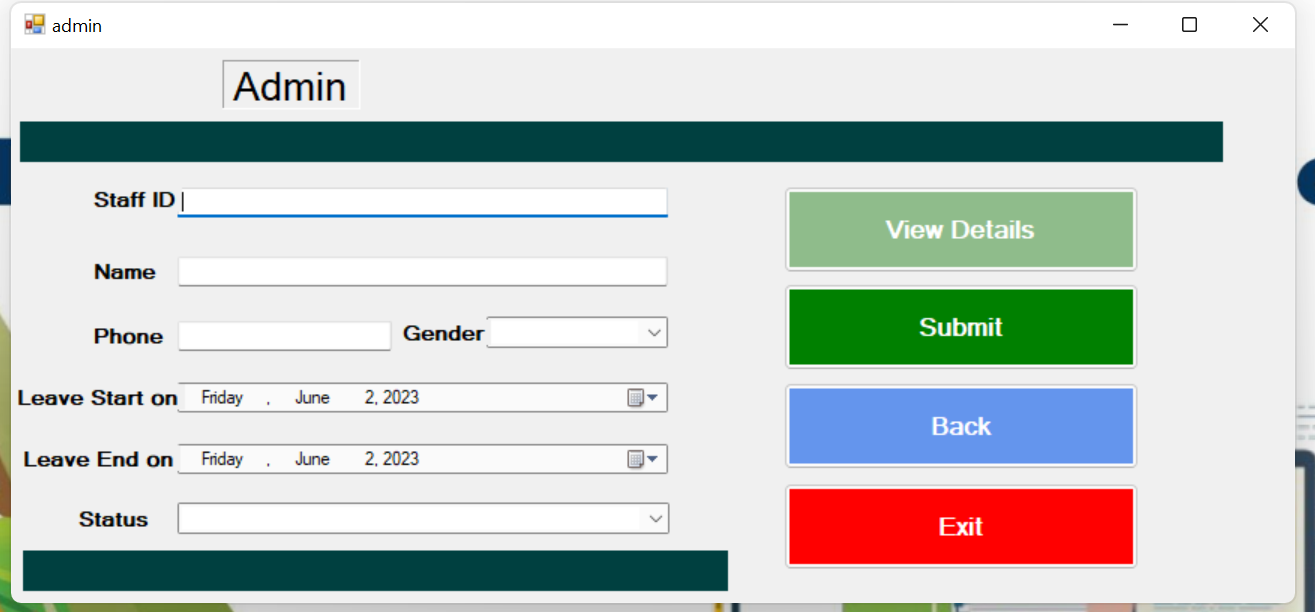 admin
Admin
Staff ID
View Details
Name
Submit
Phone
Gender
Leave Start on
Friday , June 2, 2023
Back
Leave End on
Friday , June 2, 2023
Status
Exit